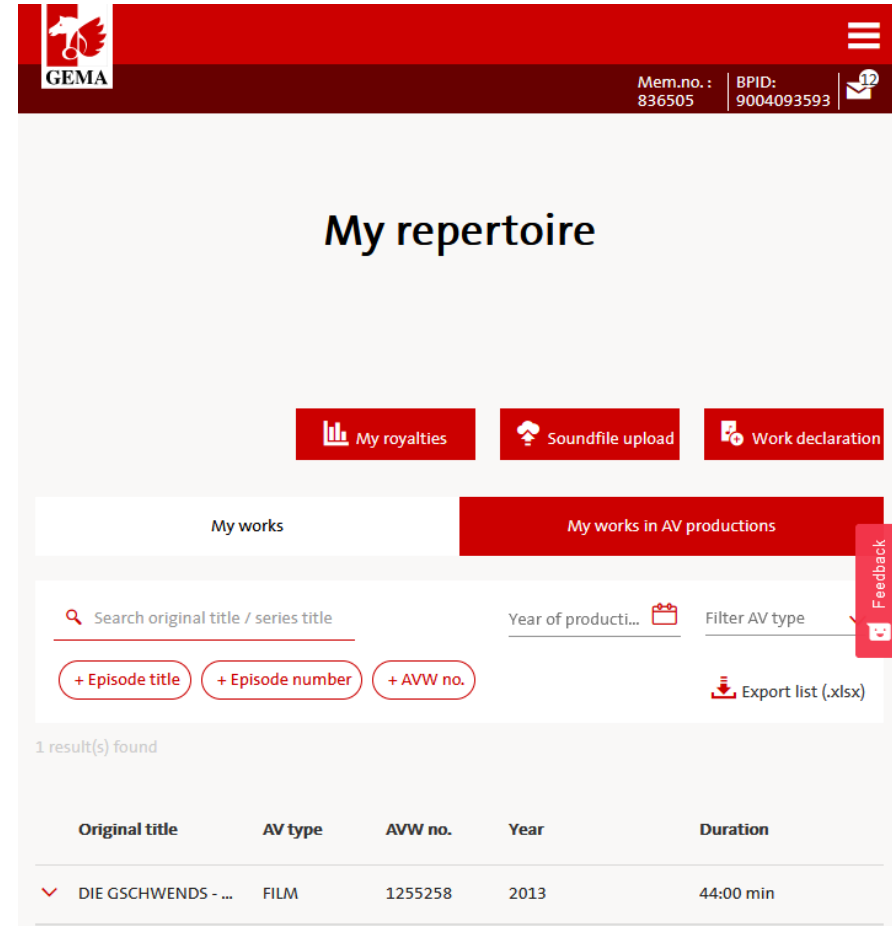 GEMA
Mem.no. : 836505
BPID: 9004093593
12
My repertoire
My royalties
Soundfile upload
Work declaration
My works
My works in AV productions
Feedback
Search original title / series title
Year of producti...
Filter AV type
+ Episode title
+ Episode number
+ AVW no.
Export list (.xlsx)
1 result(s) found
Original title AV type AVW no. Year Duration
DIE GSCHWENDS - ... FILM 1255258 2013 44:00 min